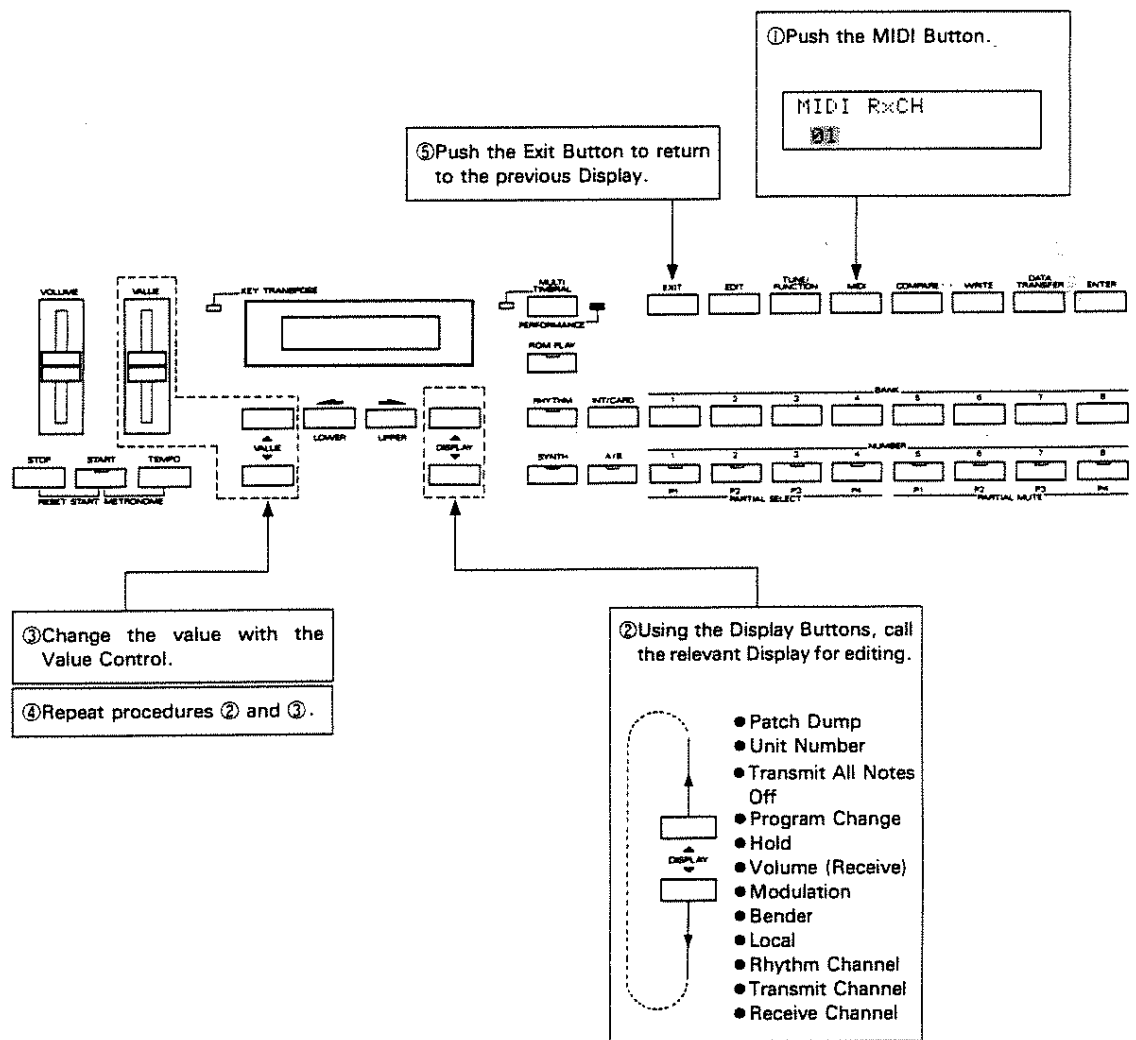 ①Push the MIDI Button.
MIDI RxCH
01
⑤Push the Exit Button to return
to the previous Display.
VOLUME
VALUE
KEY TRANSPOSE
MULTI
TIMBRAL
PERFORMANCE
EXIT
EDIT
TUNE/
FUNCTION
MIDI
COMPARE
WRITE
DATA
TRANSFER
ENTER
ROM PLAY
BANK
RHYTHM
INT/CARD
1 2 3 4 5 6 7 8
VALUE
LOWER
UPPER
DISPLAY
NUMBER
STOP
START
TEMPO
SYNTH
A/B
1 2 3 4 5 6 7 8
RESET START
METRONOME
P1 P2 P3 P4 P1 P2 P3 P4
PARTIAL SELECT
PARTIAL MUTE
③Change the value with the
Value Control.
④Repeat procedures ② and ③.
②Using the Display Buttons, call
the relevant Display for editing.
●Patch Dump
●Unit Number
●Transmit All Notes
Off
●Program Change
●Hold
DISPLAY
●Volume (Receive)
●Modulation
●Bender
●Local
●Rhythm Channel
●Transmit Channel
●Receive Channel